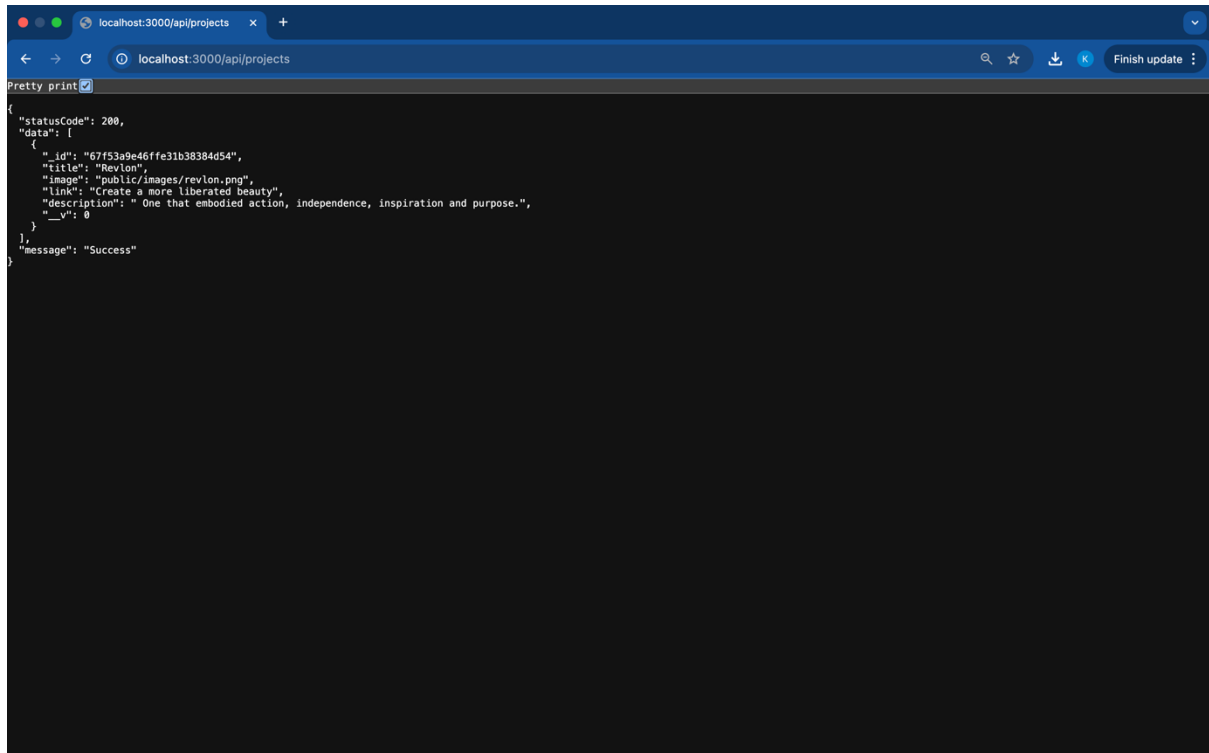 localhost:3000/api/projects
localhost:3000/api/projects
K
Finish update
Pretty print
{
  "statusCode": 200,
  "data": [
    {
      "_id": "67f53a9e46ffe31b38384d54",
      "title": "Revlon",
      "image": "public/images/revlon.png",
      "link": "Create a more liberated beauty",
      "description": " One that embodied action, independence, inspiration and purpose.",
      "__v": 0
    }
  ],
  "message": "Success"
}